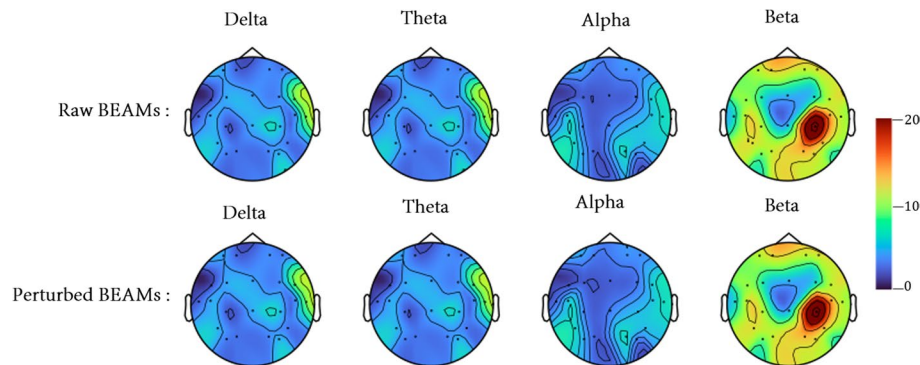 Delta Theta Alpha Beta
Raw BEAMs :
20
10
0
Delta Theta Alpha Beta
Perturbed BEAMs :